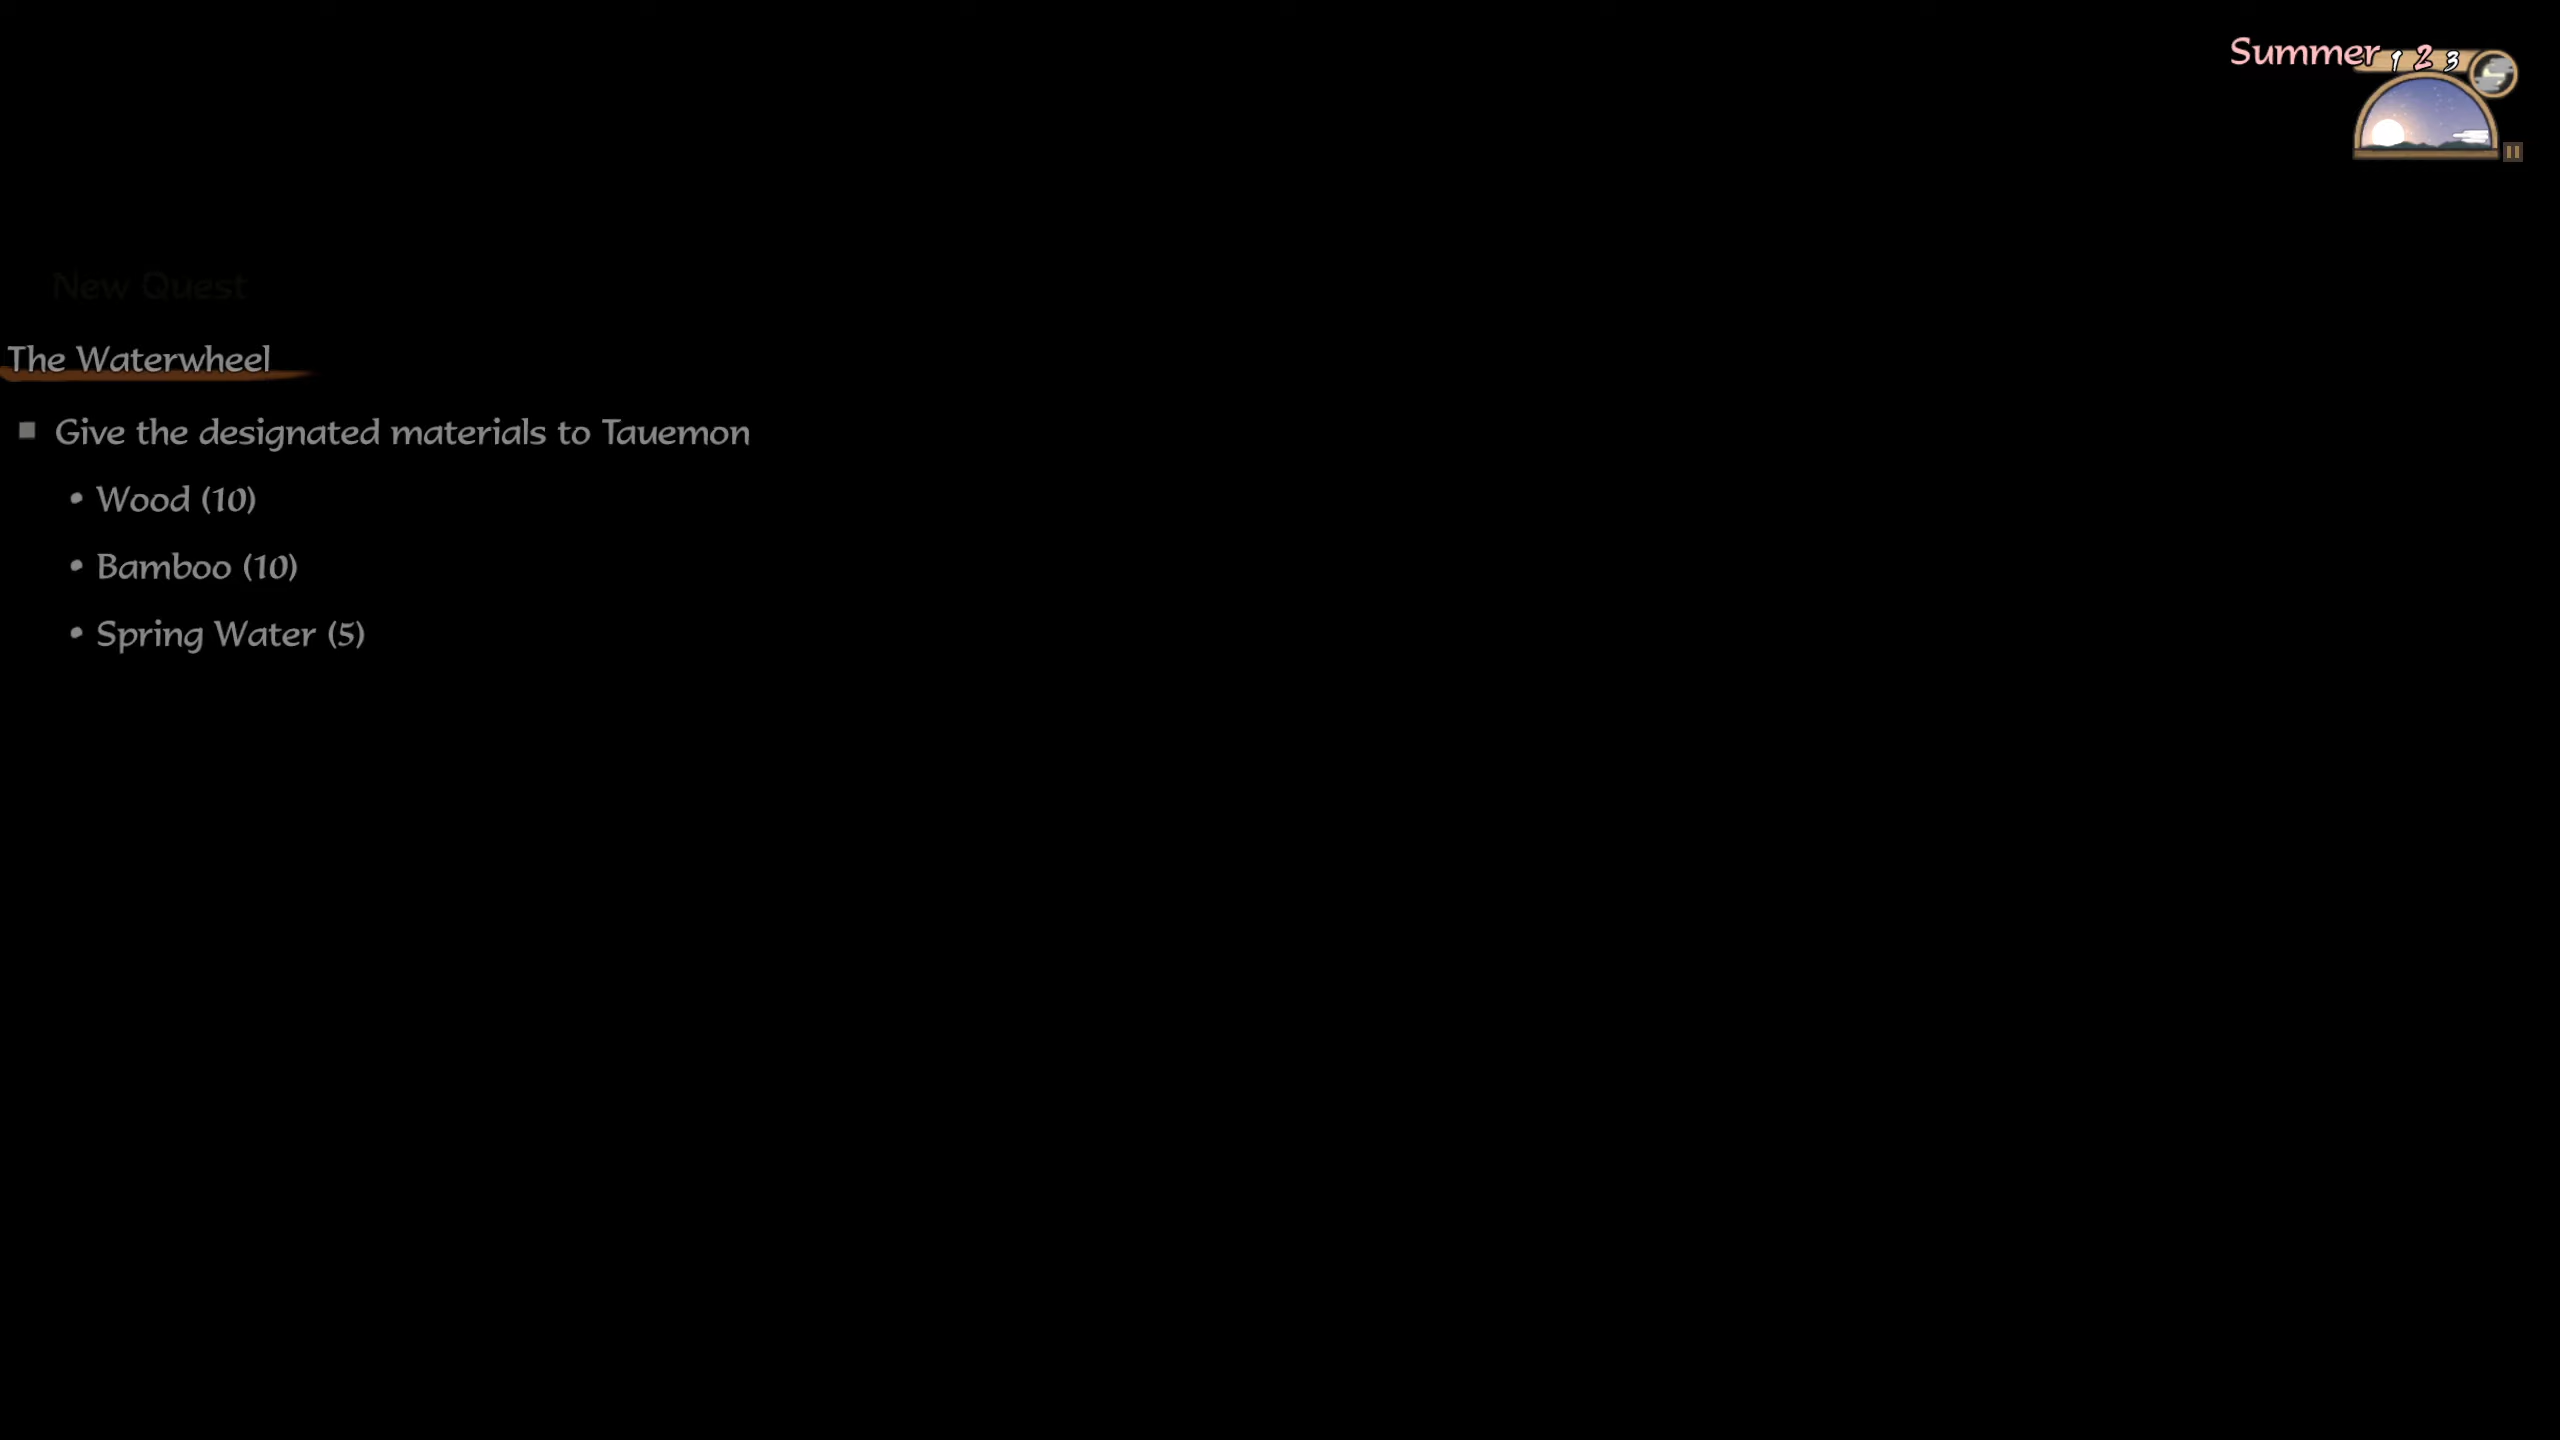 Summer 1 2 3
New Quest
The Waterwheel
Give the designated materials to Tauemon
• Wood (10)
• Bamboo (10)
• Spring Water (5)